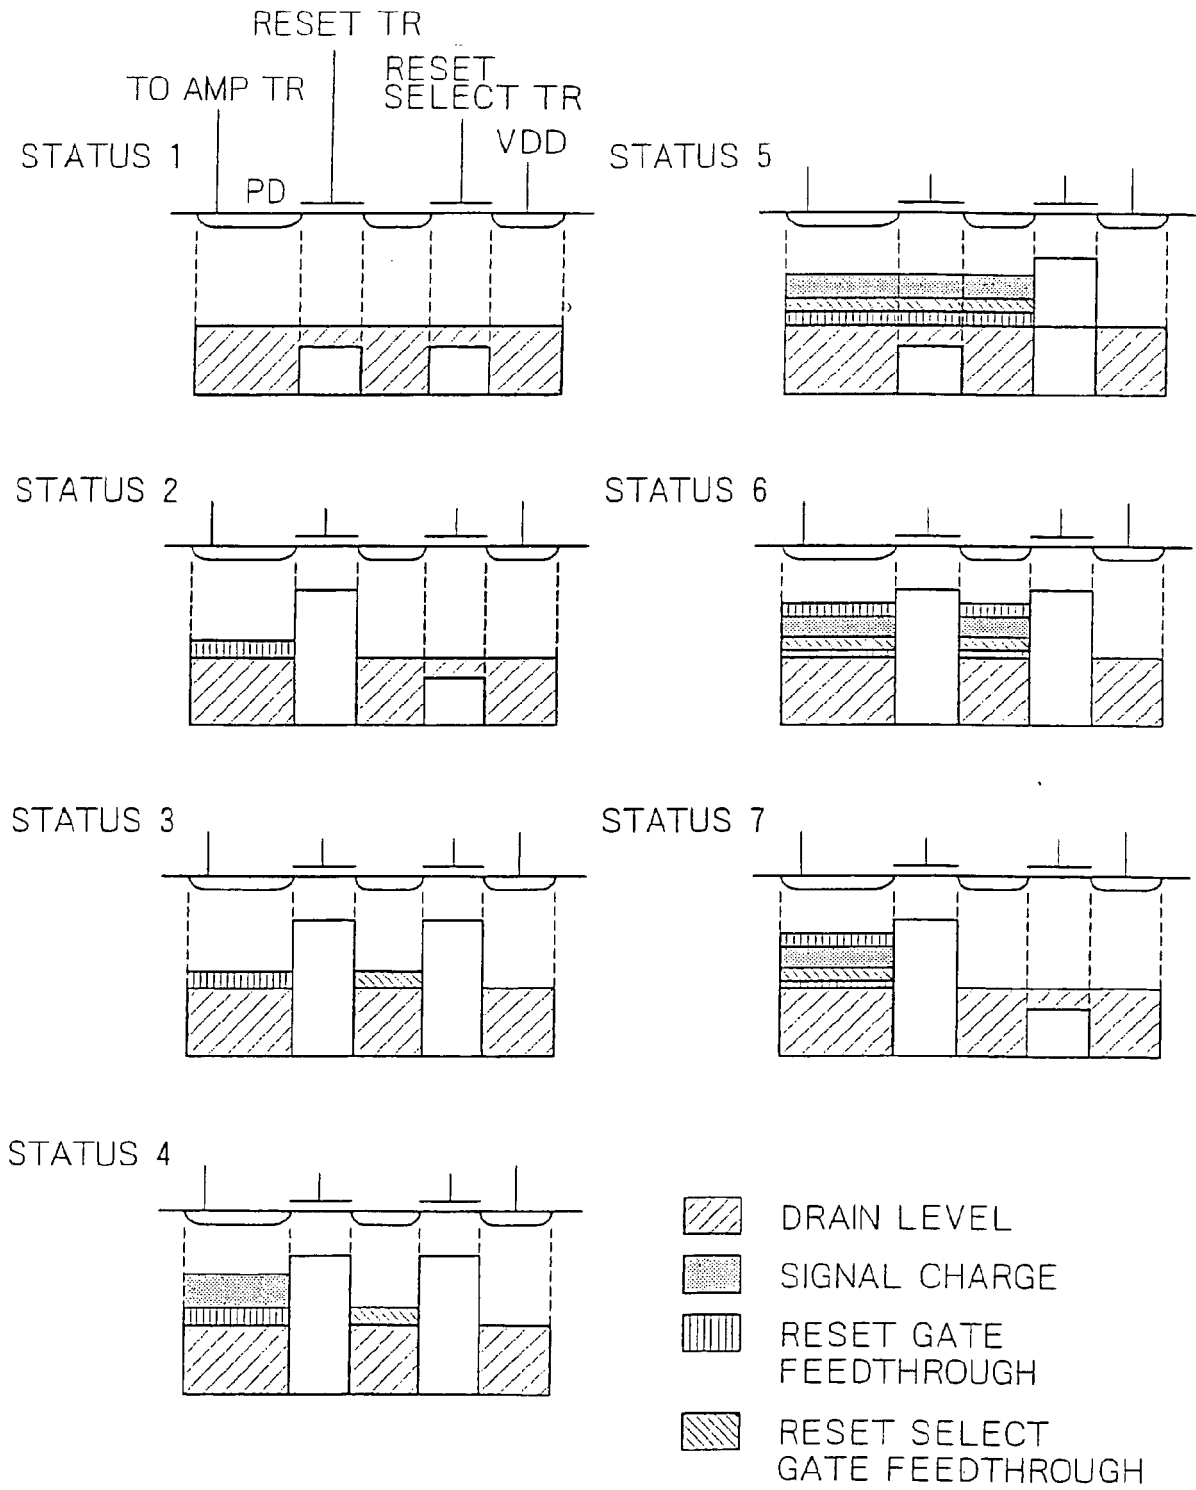 RESET TR
RESET
SELECT TR
TO AMP TR
VDD
STATUS 1
PD
STATUS 5
STATUS 2
STATUS 6
STATUS 3
STATUS 7
STATUS 4
DRAIN LEVEL
SIGNAL CHARGE
RESET GATE
FEEDTHROUGH
RESET SELECT
GATE FEEDTHROUGH